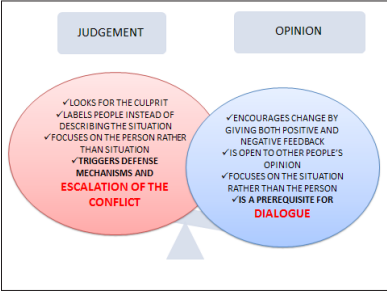 JUDGEMENT
OPINION
✓LOOKS FOR THE CULPRIT
✓LABELS PEOPLE INSTEAD OF
DESCRIBING THE SITUATION
✓FOCUSES ON THE PERSON RATHER
THAN SITUATION
✓TRIGGERS DEFENSE
MECHANISMS AND
ESCALATION OF THE
CONFLICT
✓ENCOURAGES CHANGE BY
GIVING BOTH POSITIVE AND
NEGATIVE FEEDBACK
✓IS OPEN TO OTHER PEOPLE'S
OPINION
✓FOCUSES ON THE SITUATION
RATHER THAN THE PERSON
✓IS A PREREQUISITE FOR
DIALOGUE